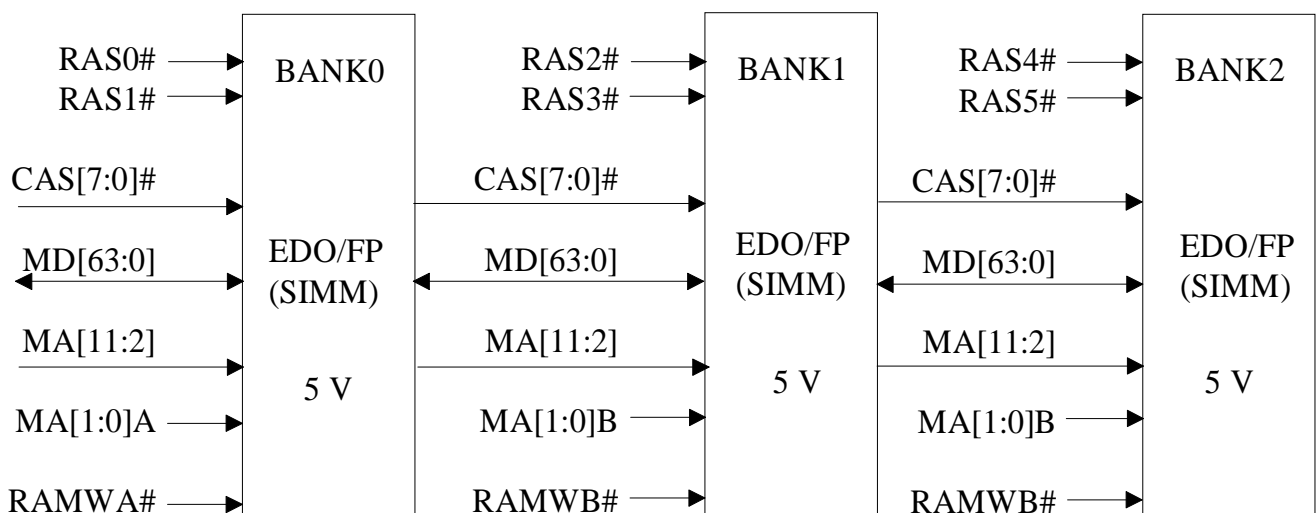 RAS0#
RAS1#
BANK0
RAS2#
RAS3#
BANK1
RAS4#
RAS5#
BANK2
CAS[7:0]#
CAS[7:0]#
CAS[7:0]#
MD[63:0]
EDO/FP
(SIMM)
MD[63:0]
EDO/FP
(SIMM)
MD[63:0]
EDO/FP
(SIMM)
MA[11:2]
MA[11:2]
MA[11:2]
5 V
5 V
5 V
MA[1:0]A
MA[1:0]B
MA[1:0]B
RAMWA#
RAMWB#
RAMWB#